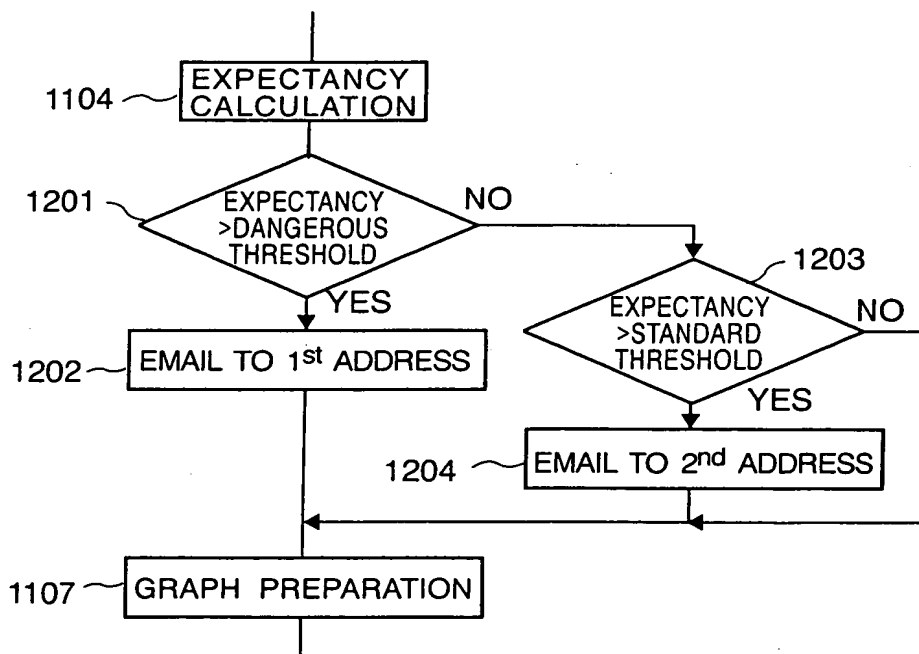 1104
EXPECTANCY
CALCULATION
1201
EXPECTANCY
>DANGEROUS
THRESHOLD
NO
YES
1203
EXPECTANCY
>STANDARD
THRESHOLD
NO
YES
1202
EMAIL TO 1st ADDRESS
1204
EMAIL TO 2nd ADDRESS
1107
GRAPH PREPARATION